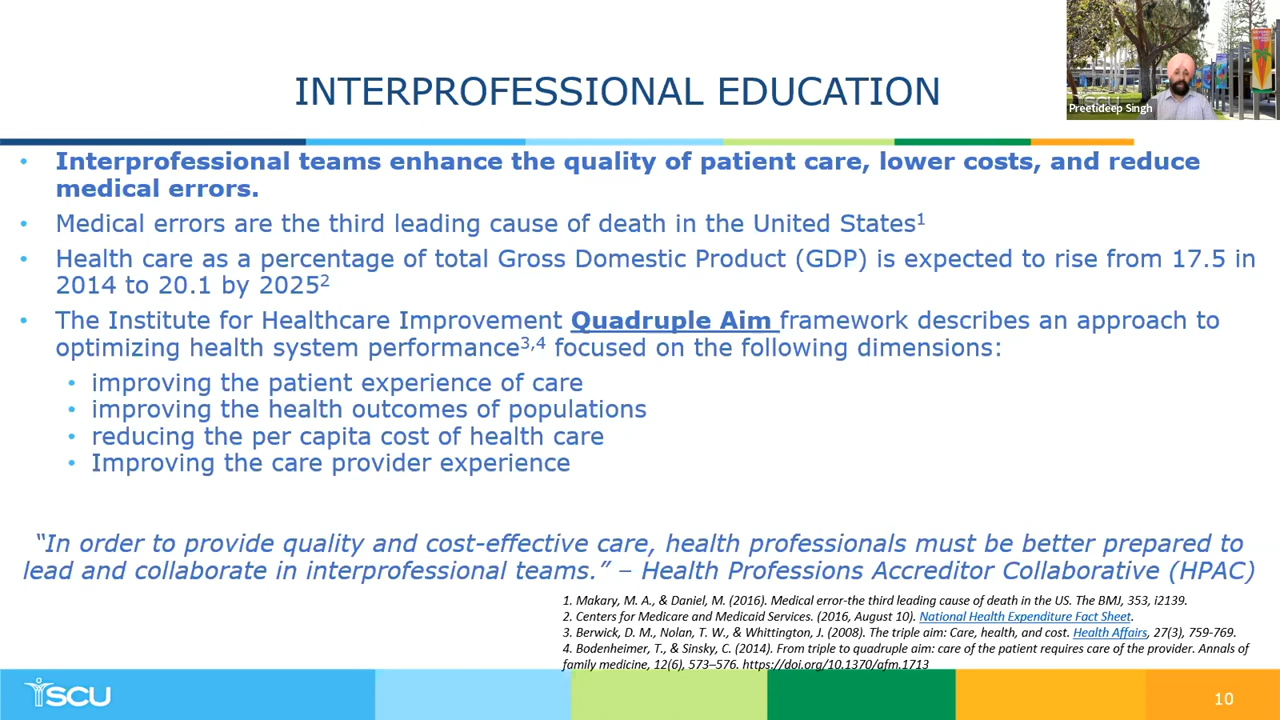 INTERPROFESSIONAL EDUCATION
Preetideep Singh
• Interprofessional teams enhance the quality of patient care, lower costs, and reduce
medical errors.
• Medical errors are the third leading cause of death in the United States1
• Health care as a percentage of total Gross Domestic Product (GDP) is expected to rise from 17.5 in
2014 to 20.1 by 20252
• The Institute for Healthcare Improvement Quadruple Aim framework describes an approach to
optimizing health system performance3,4 focused on the following dimensions:
• improving the patient experience of care
• improving the health outcomes of populations
• reducing the per capita cost of health care
• Improving the care provider experience
“In order to provide quality and cost-effective care, health professionals must be better prepared to
lead and collaborate in interprofessional teams.” – Health Professions Accreditor Collaborative (HPAC)
1. Makary, M. A., & Daniel, M. (2016). Medical error-the third leading cause of death in the US. The BMJ, 353, i2139.
2. Centers for Medicare and Medicaid Services. (2016, August 10). National Health Expenditure Fact Sheet.
3. Berwick, D. M., Nolan, T. W., & Whittington, J. (2008). The triple aim: Care, health, and cost. Health Affairs, 27(3), 759-769.
4. Bodenheimer, T., & Sinsky, C. (2014). From triple to quadruple aim: care of the patient requires care of the provider. Annals of
family medicine, 12(6), 573–576. https://doi.org/10.1370/afm.1713
SCU
10